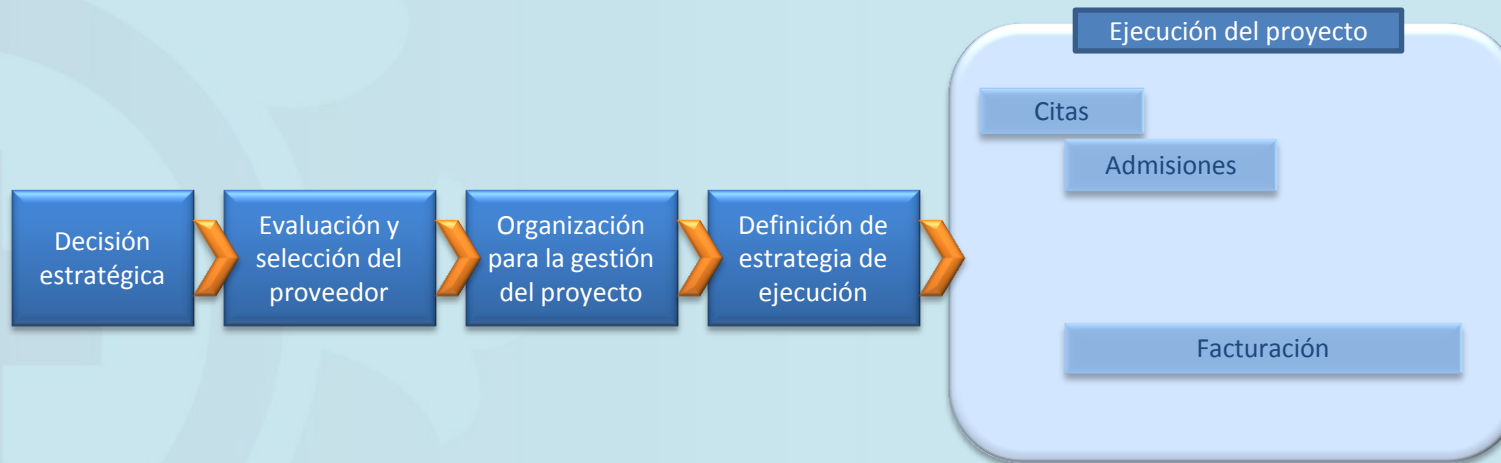 Decisión
estratégica
Evaluación y
selección del
proveedor
Organización
para la gestión
del proyecto
Definición de
estrategia de
ejecución
Ejecución del proyecto
Citas
Admisiones
Facturación